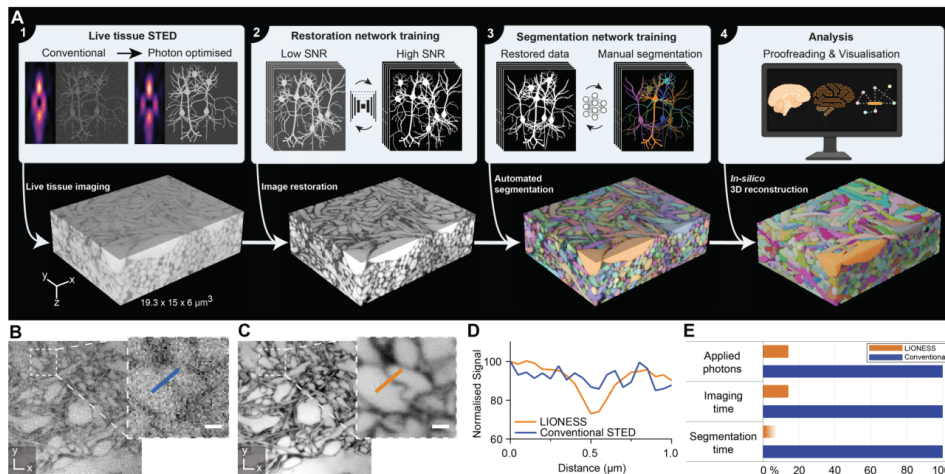 A
1
Live tissue STED
Conventional
Photon optimised
2
Restoration network training
Low SNR
High SNR
3
Segmentation network training
Restored data
Manual segmentation
4
Analysis
Proofreading & Visualisation
Live tissue imaging
Image restoration
Automated
segmentation
In-silico
3D reconstruction
y
x
z
19.3 x 15 x 6 µm³
B
y
x
C
y
x
D
Normalised Signal
100
80
60
LIONESS
Conventional STED
0.0
0.5
1.0
Distance (µm)
E
LIONESS
Conventional
Applied
photons
Imaging
time
Segmentation
time
0 %
20
40
60
80
100